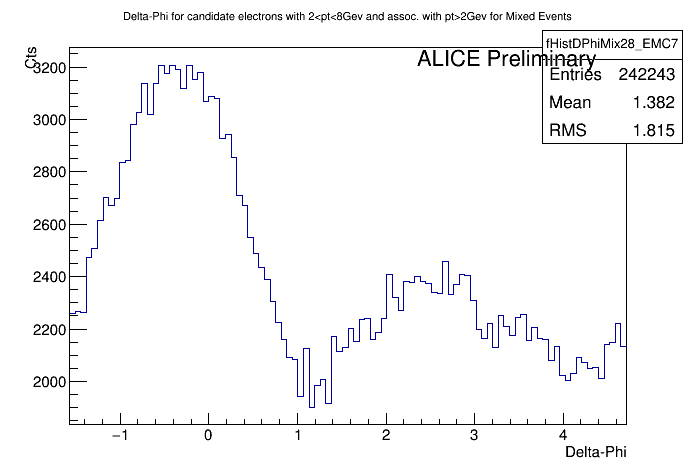 Delta-Phi for candidate electrons with 2<pt<8Gev and assoc. with pt>2Gev for Mixed Events
fHistDPhiMix28_EMC7
Entries 242243
Mean 1.382
RMS 1.815
ALICE Preliminary
Cts
3200
3000
2800
2600
2400
2200
2000
−1 0 1 2 3 4
Delta-Phi